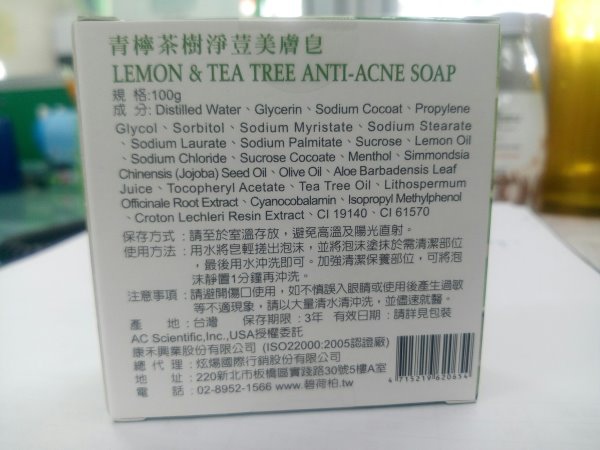 青檸茶樹淨荳美膚皂
LEMON & TEA TREE ANTI-ACNE SOAP
規 格:100g
成 分: Distilled Water、Glycerin、Sodium Cocoat、Propylene
Glycol、Sorbitol、Sodium Myristate、Sodium Stearate
、Sodium Laurate、Sodium Palmitate、Sucrose、Lemon Oil
、Sodium Chloride、Sucrose Cocoate、Menthol、Simmondsia
Chinensis (Jojoba) Seed Oil、Olive Oil、Aloe Barbadensis Leaf
Juice、Tocopheryl Acetate、Tea Tree Oil、Lithospermum
Officinale Root Extract、Cyanocobalamin、Isopropyl Methylphenol
、Croton Lechleri Resin Extract、CI 19140、CI 61570
保存方式:請至於室溫存放，避免高溫及陽光直射。
使用方法:用水將皂輕搓出泡沫，並將泡沫塗抹於需清潔部位
，最後用水沖洗即可。加強清潔保養部位，可將泡
沫靜置1分鐘再沖洗。
注意事項:請避開傷口使用，如不慎誤入眼睛或使用後產生過敏
等不適現象，請以大量清水清沖洗，並儘速就醫。
產 地:台灣 保存期限:3年 有效日期:請詳見包裝
AC Scientific,Inc.,USA授權委託
康禾興業股份有限公司 (ISO22000:2005認證廠)
總 代 理:炫煬國際行銷股份有限公司
地 址:220新北市板橋區實踐路30號5樓A室
電 話:02-8952-1566 www.碧荷柏.tw
4715219620614